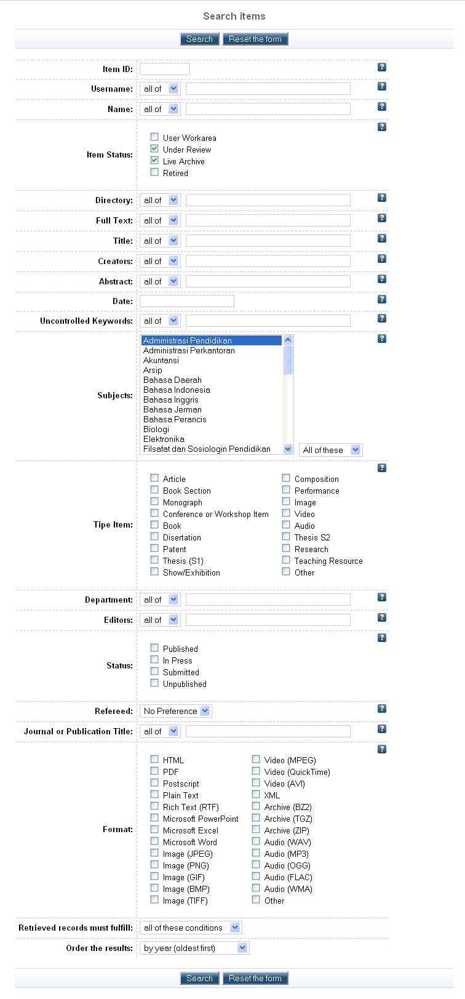 Search items
Search Reset the form
Item ID: ?
Username: all of ?
Name: all of ?
?
Item Status:
User Workarea
Under Review
Live Archive
Retired
Directory: all of ?
Full Text: all of ?
Title: all of ?
Creators: all of ?
Abstract: all of ?
Date: ?
Uncontrolled Keywords: all of ?
?
Subjects:
Administrasi Pendidikan
Administrasi Perkantoran
Akuntansi
Arsip
Bahasa Daerah
Bahasa Indonesia
Bahasa Inggris
Bahasa Jerman
Bahasa Perancis
Biologi
Elektronika
Filsafat dan Sosiologin Pendidikan
All of these
?
Tipe Item:
Article Composition
Book Section Performance
Monograph Image
Conference or Workshop Item Video
Book Audio
Disertation Thesis S2
Patent Research
Thesis (S1) Teaching Resource
Show/Exhibition Other
Department: all of ?
Editors: all of ?
?
Status:
Published
In Press
Submitted
Unpublished
Refereed: No Preference ?
Journal or Publication Title: all of ?
?
Format:
HTML Video (MPEG)
PDF Video (QuickTime)
Postscript Video (AVI)
Plain Text XML
Rich Text (RTF) Archive (BZ2)
Microsoft PowerPoint Archive (TGZ)
Microsoft Excel Archive (ZIP)
Microsoft Word Audio (WAV)
Image (JPEG) Audio (MP3)
Image (PNG) Audio (OGG)
Image (GIF) Audio (FLAC)
Image (BMP) Audio (WMA)
Image (TIFF) Other
Retrieved records must fulfill: all of these conditions
Order the results: by year (oldest first)
Search Reset the form